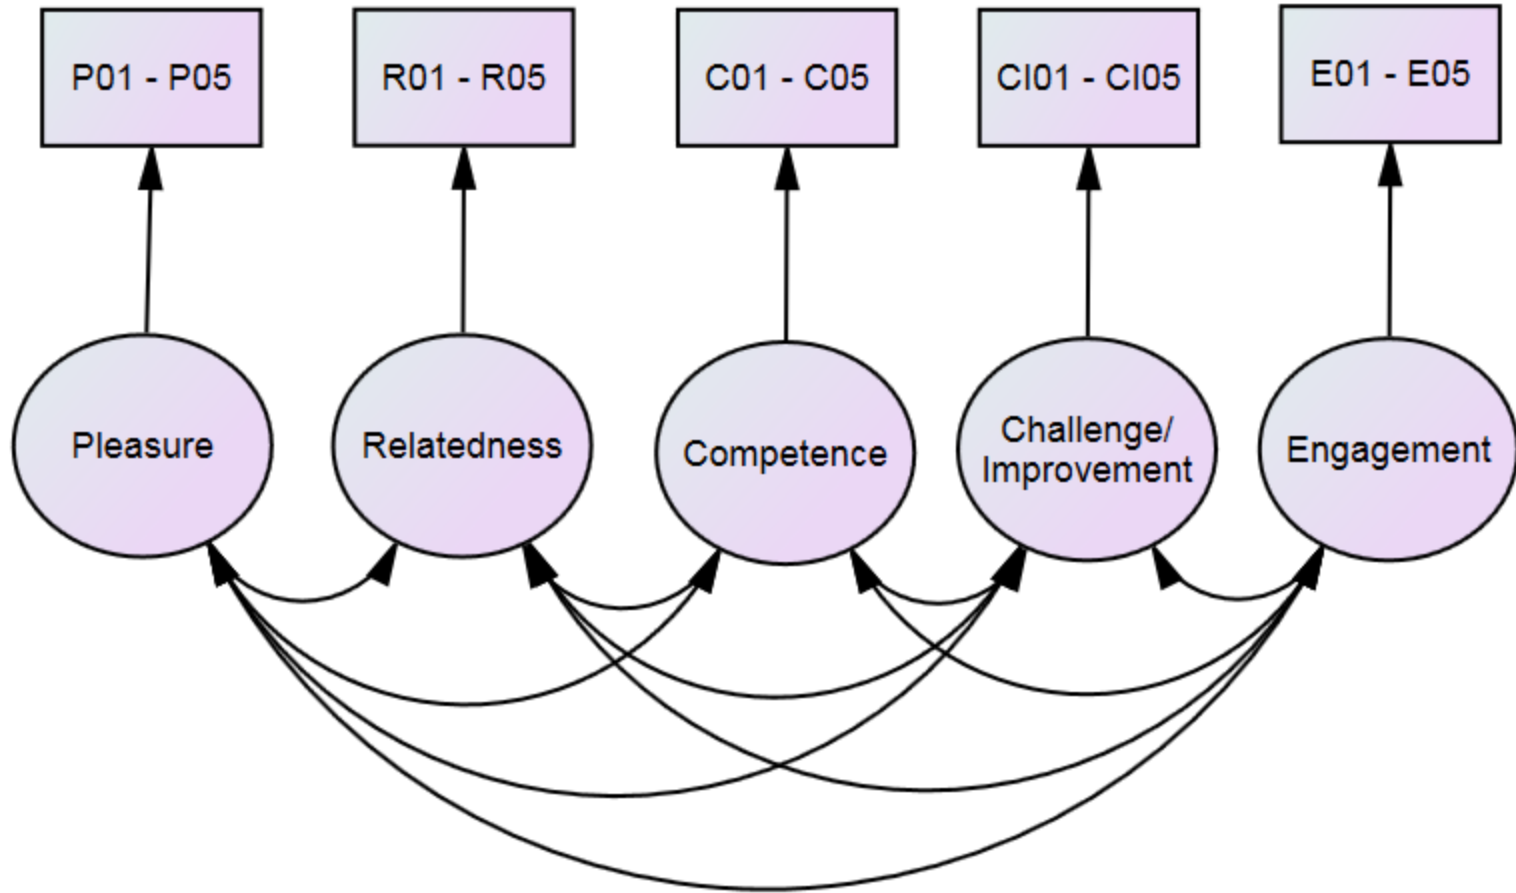 P01 - P05
R01 - R05
C01 - C05
CI01 - CI05
E01 - E05
Pleasure
Relatedness
Competence
Challenge/
Improvement
Engagement